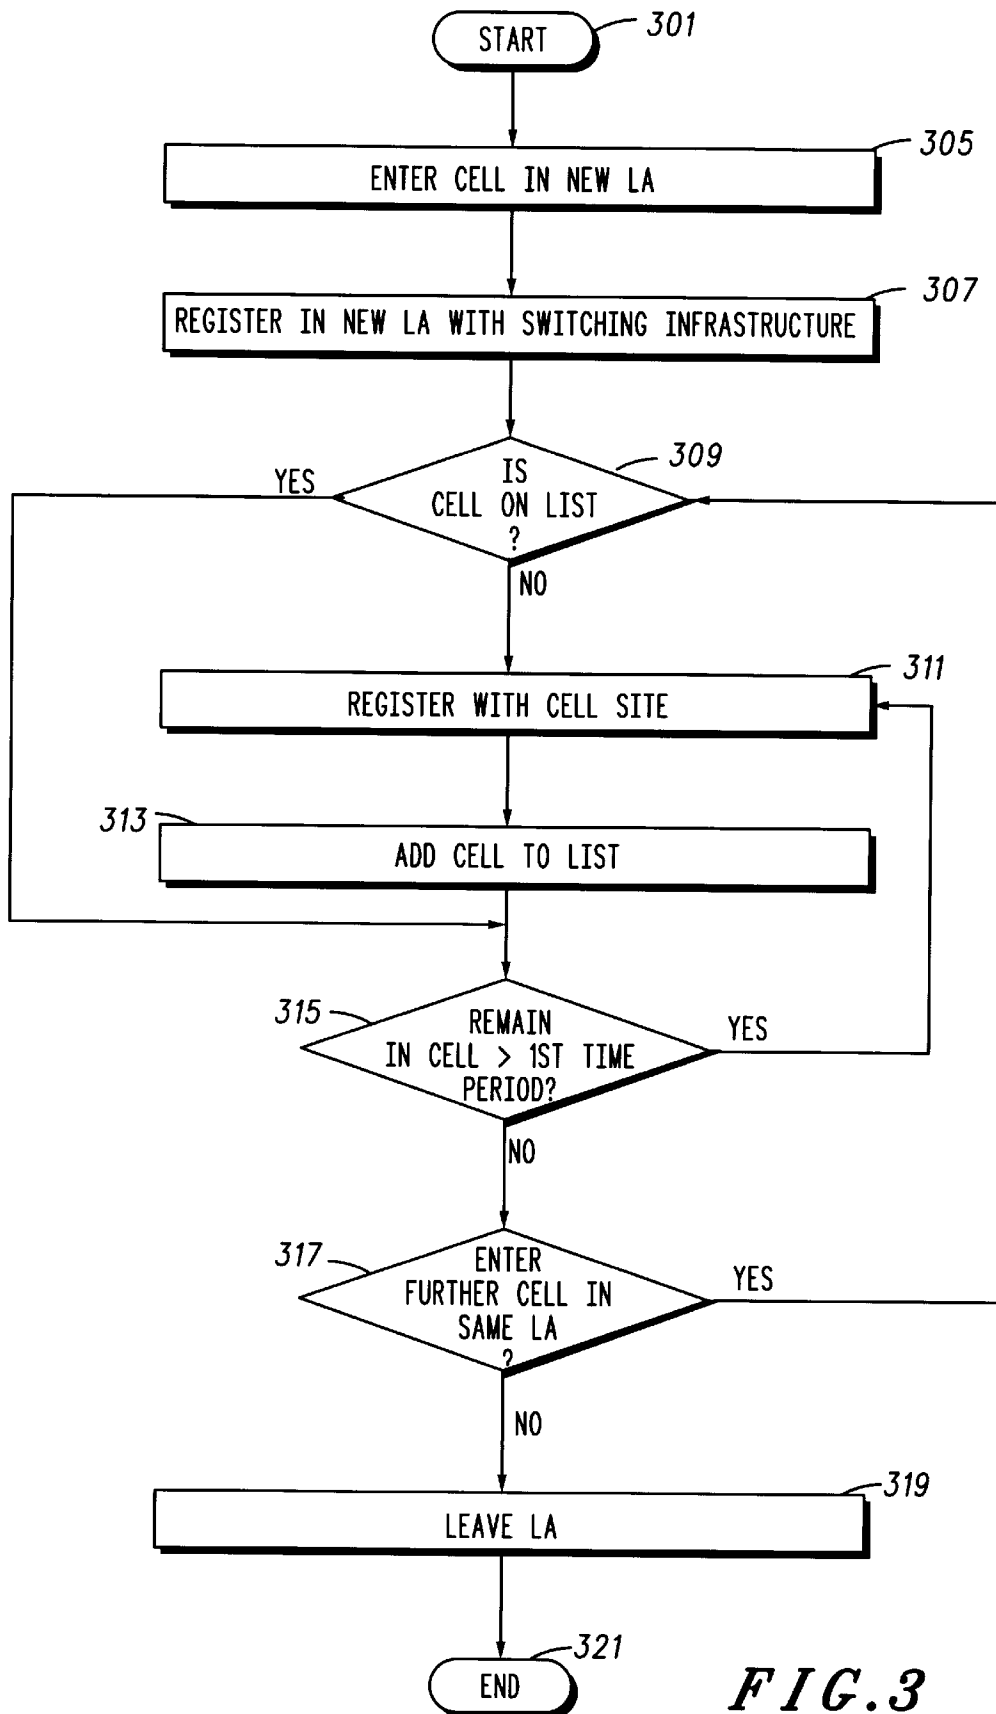 START
301
305
ENTER CELL IN NEW LA
307
REGISTER IN NEW LA WITH SWITCHING INFRASTRUCTURE
309
YES
IS
CELL ON LIST
?
NO
311
REGISTER WITH CELL SITE
313
ADD CELL TO LIST
315
REMAIN
IN CELL > 1ST TIME
PERIOD?
YES
NO
317
ENTER
FURTHER CELL IN
SAME LA
?
YES
NO
319
LEAVE LA
321
END
FIG.3